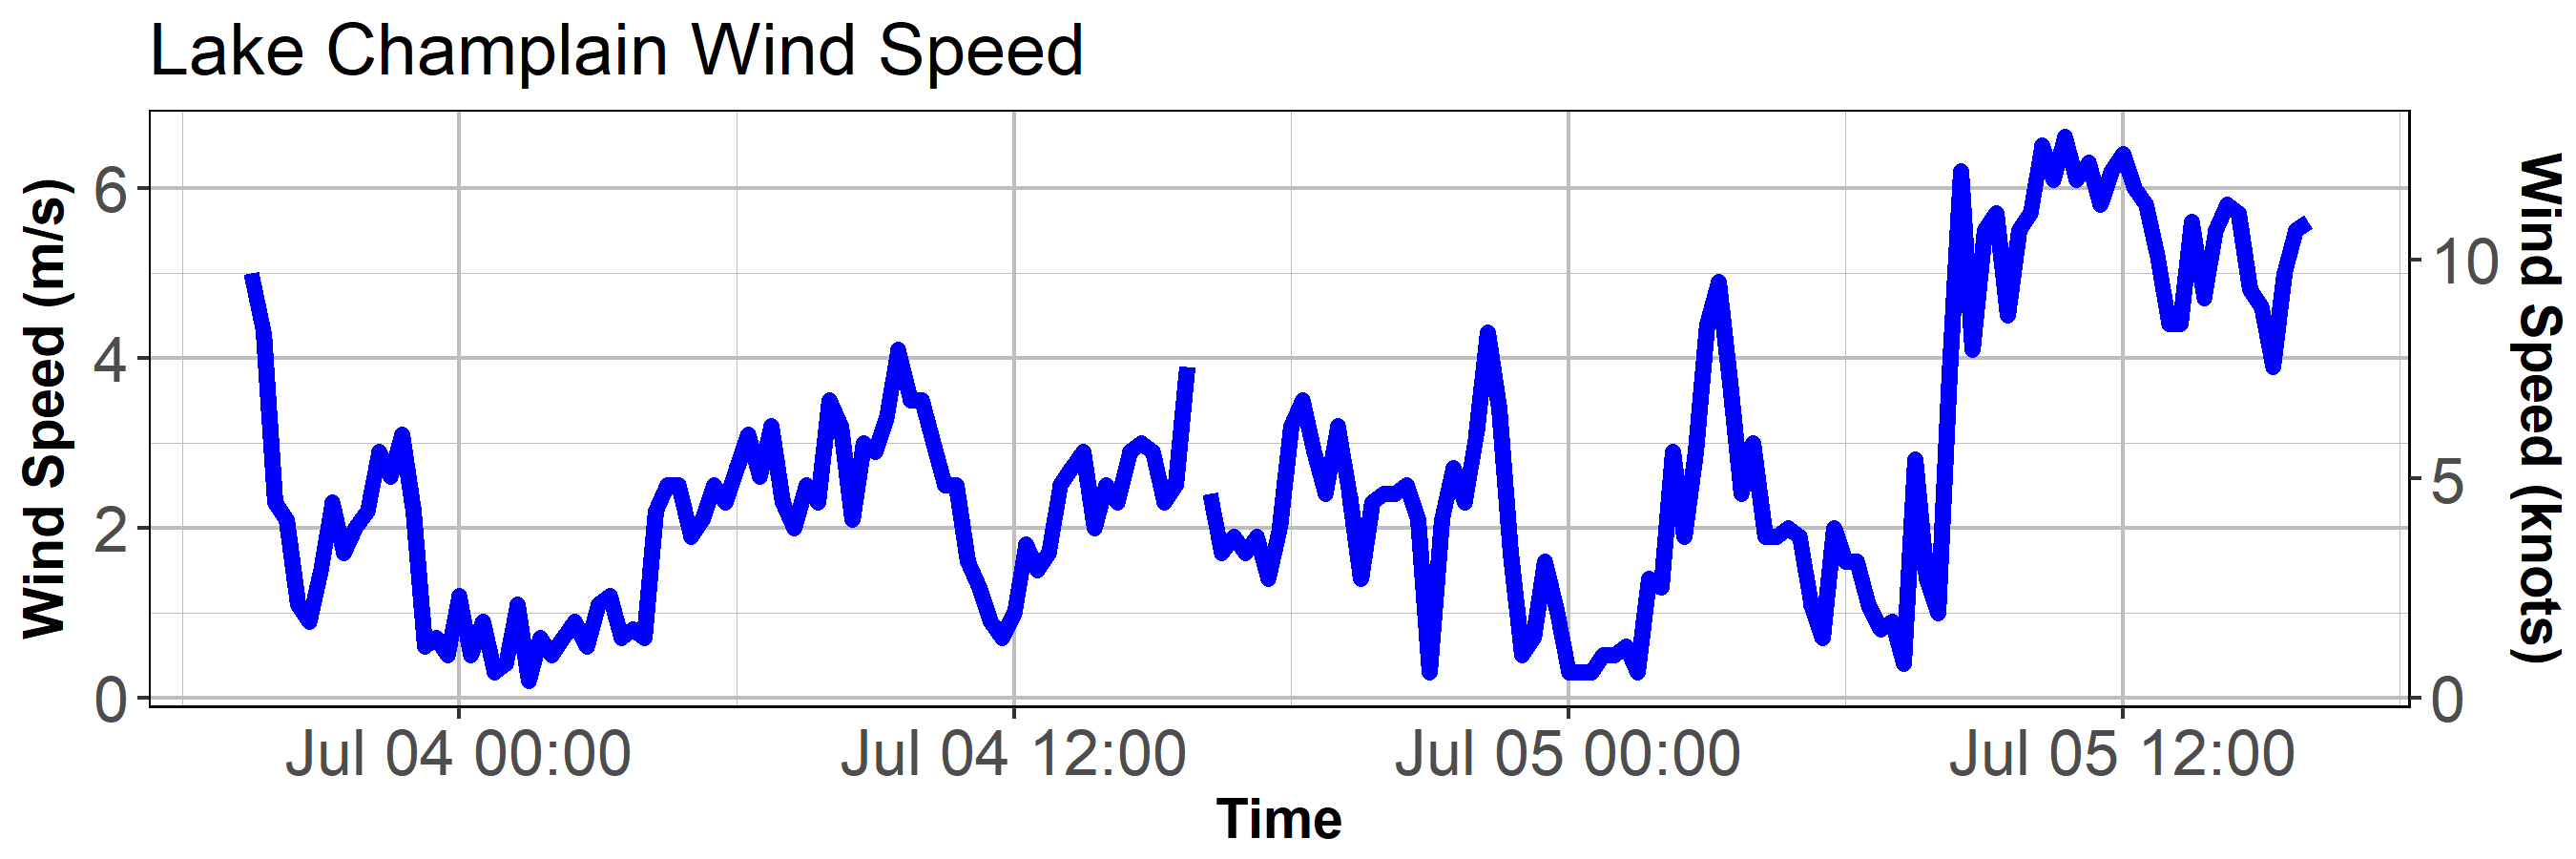 Lake Champlain Wind Speed
Wind Speed (m/s)
6
4
2
0
10
5
0
Wind Speed (knots)
Jul 04 00:00
Jul 04 12:00
Jul 05 00:00
Jul 05 12:00
Time